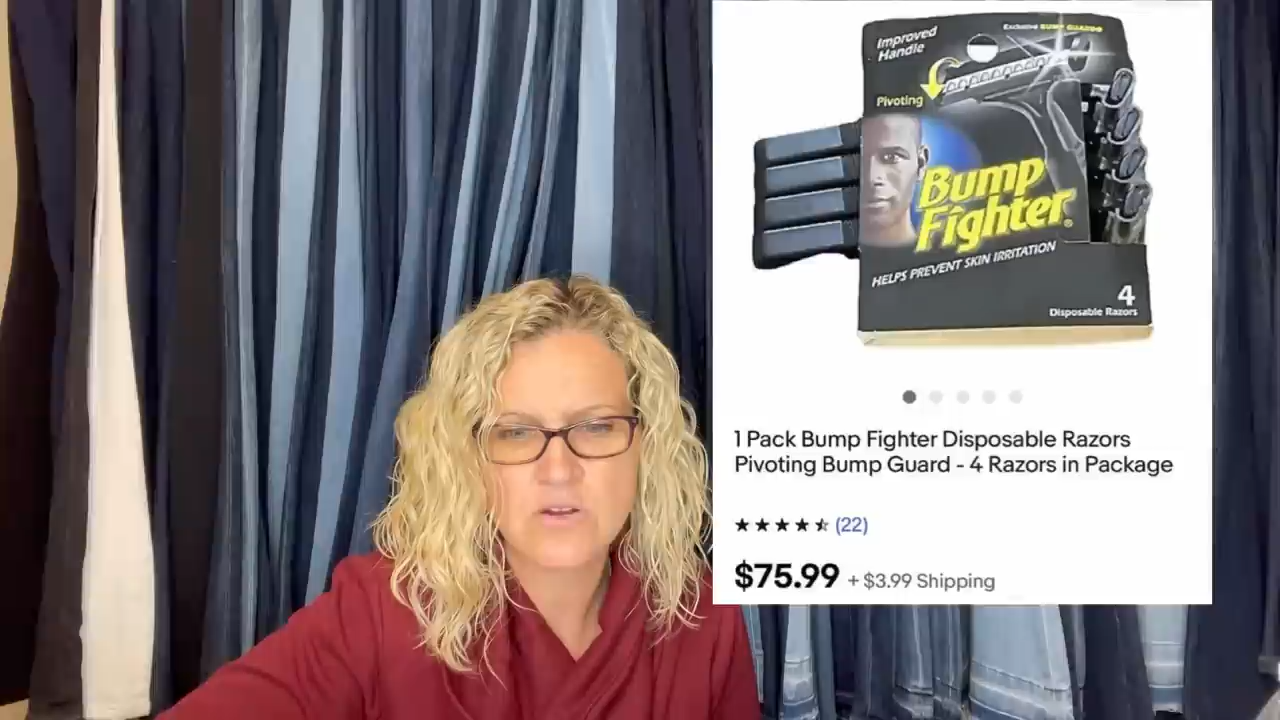 Improved
Handle
Exclusive BUMP GUARD®
Pivoting
Bump
Fighter®
HELPS PREVENT SKIN IRRITATION
4
Disposable Razors
1 Pack Bump Fighter Disposable Razors
Pivoting Bump Guard - 4 Razors in Package
(22)
$75.99 + $3.99 Shipping